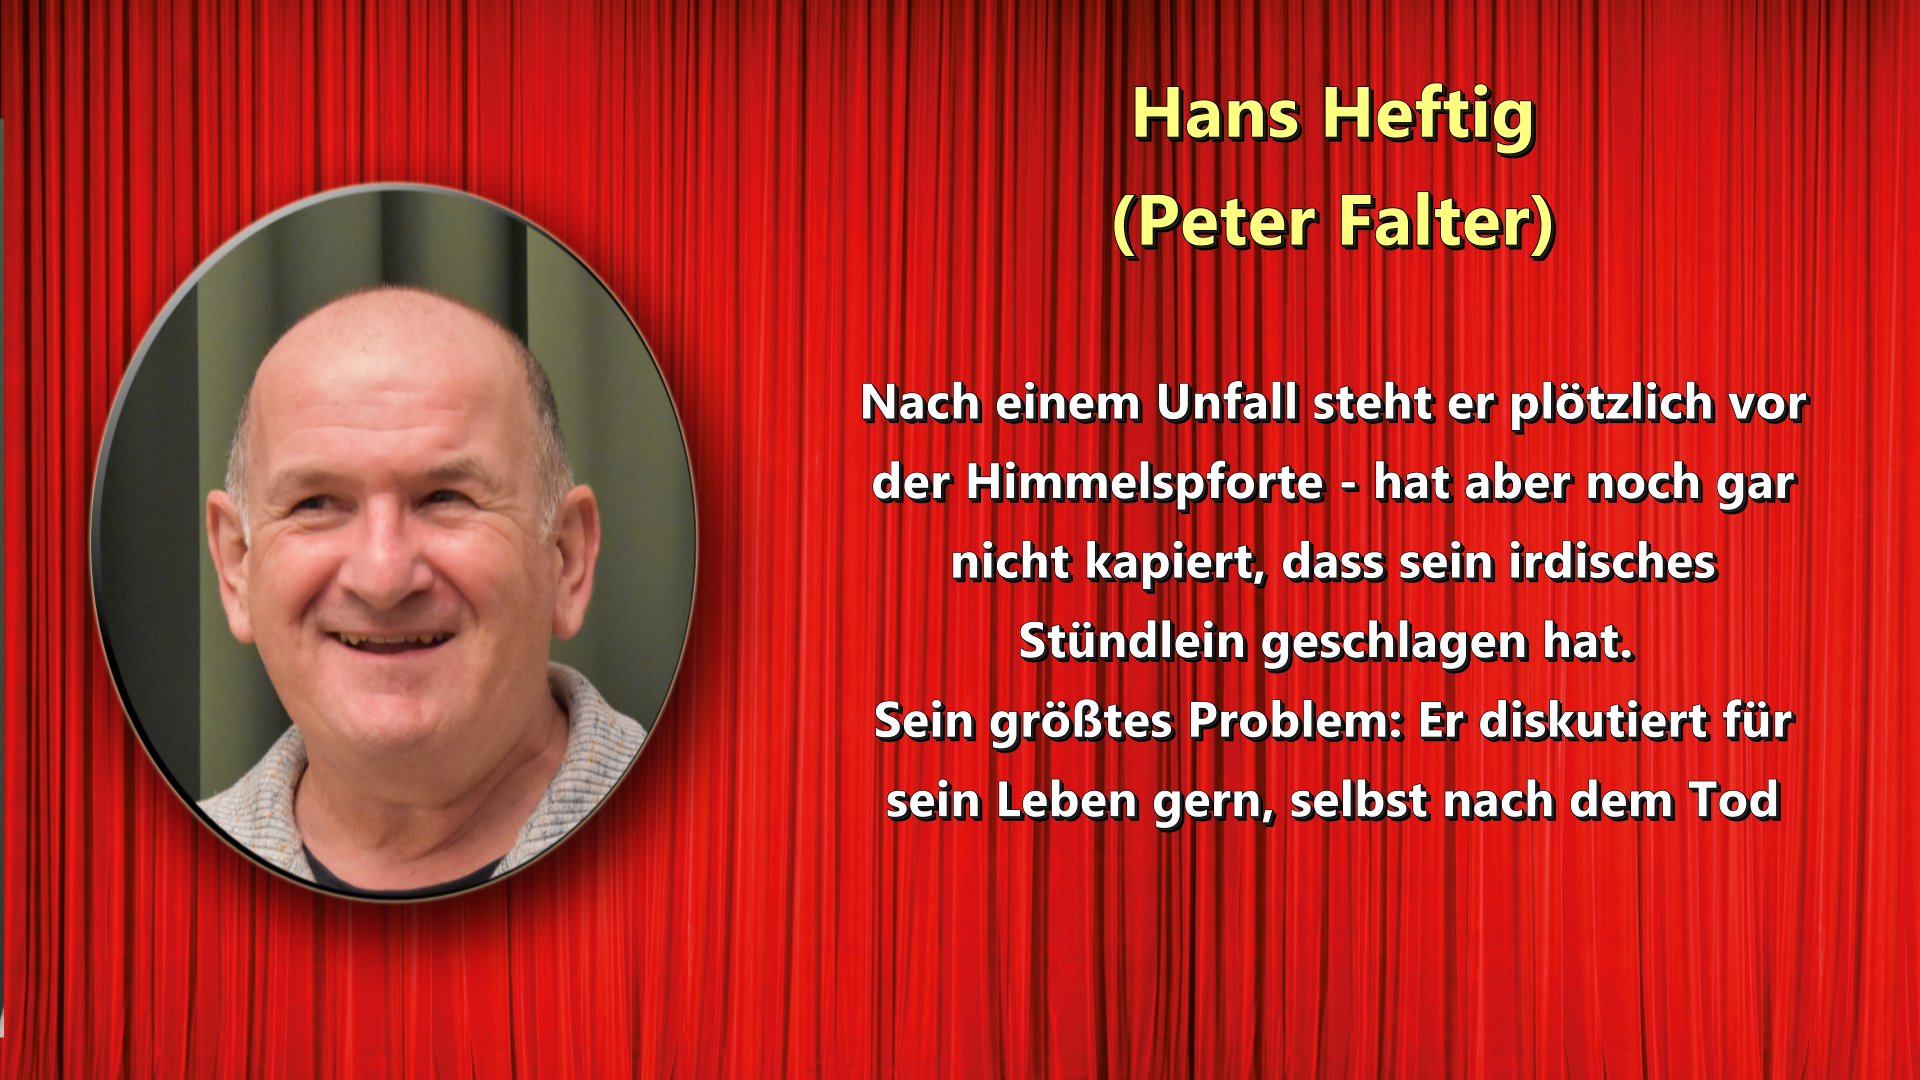 Hans Heftig
(Peter Falter)
Nach einem Unfall steht er plötzlich vor
der Himmelspforte - hat aber noch gar
nicht kapiert, dass sein irdisches
Stündlein geschlagen hat.
Sein größtes Problem: Er diskutiert für
sein Leben gern, selbst nach dem Tod